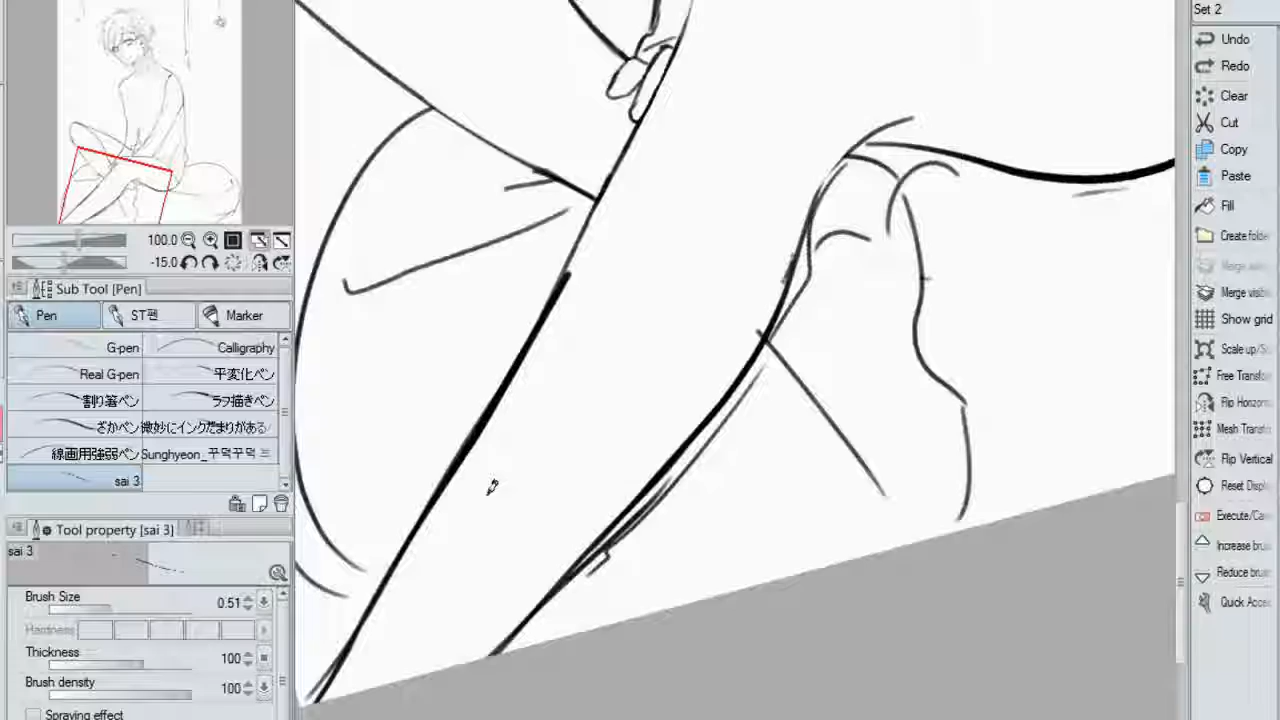 Set 2
Undo
Redo
Clear
Cut
Copy
Paste
Fill
Create folde
Merge visib
Show grid
Scale up/
Free Transfo
Flip Horizo
Mesh Transfo
Flip Vertical
Reset Displ
Execute/Ca
Increase bru
Reduce brus
Quick Acce
100.0
-15.0
Sub Tool [Pen]
Pen
ST펜
Marker
G-pen
Calligraphy
Real G-pen
平変化ペン
割り箸ペン
ラフ描きペン
ざかペン
微妙にインクだまりがある
線画用強弱ペン
Sunghyeon_꾸덕꾸덕
sai 3
Tool property [sai 3]
sai 3
Brush Size
0.51
Hardness
Thickness
100
Brush density
100
Spraying effect